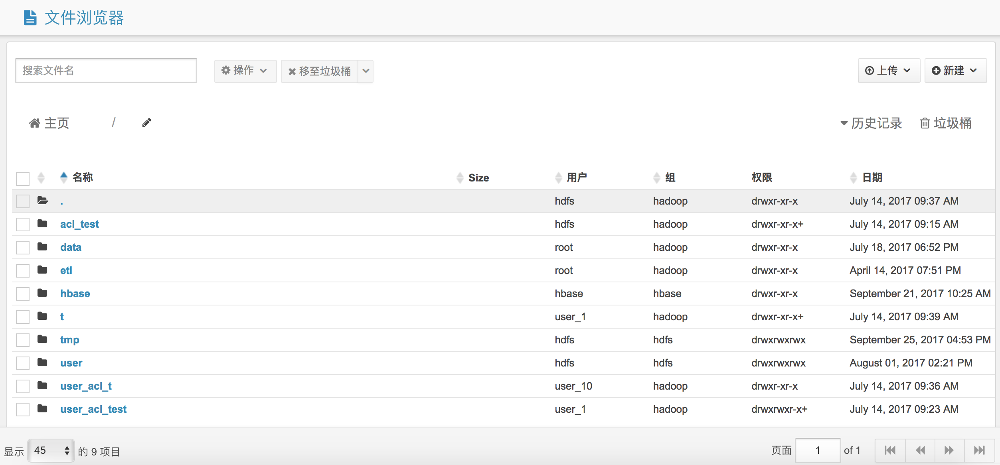 文件浏览器
搜索文件名 操作 移至垃圾桶 上传 新建
主页 / 历史记录 垃圾桶
名称 Size 用户 组 权限 日期
. hdfs hadoop drwxr-xr-x July 14, 2017 09:37 AM
acl_test hdfs hadoop drwxr-xr-x+ July 14, 2017 09:15 AM
data root hadoop drwxr-xr-x July 18, 2017 06:52 PM
etl root hadoop drwxr-xr-x April 14, 2017 07:51 PM
hbase hbase hbase drwxr-xr-x September 21, 2017 10:25 AM
t user_1 hadoop drwxr-xr-x+ July 14, 2017 09:39 AM
tmp hdfs hdfs drwxrwxrwx September 25, 2017 04:53 PM
user hdfs hdfs drwxrwxrwx August 01, 2017 02:21 PM
user_acl_t user_10 hadoop drwxr-xr-x July 14, 2017 09:36 AM
user_acl_test user_1 hadoop drwxrwxr-x+ July 14, 2017 09:23 AM
显示 45 的 9 项目 页面 1 of 1